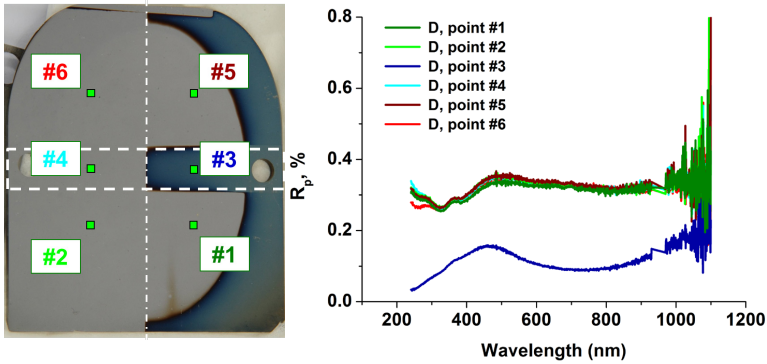 #6
#5
#4
#3
#2
#1
D, point #1
D, point #2
D, point #3
D, point #4
D, point #5
D, point #6
Rp, %
0.8
0.6
0.4
0.2
0.0
200
400
600
800
1000
1200
Wavelength (nm)